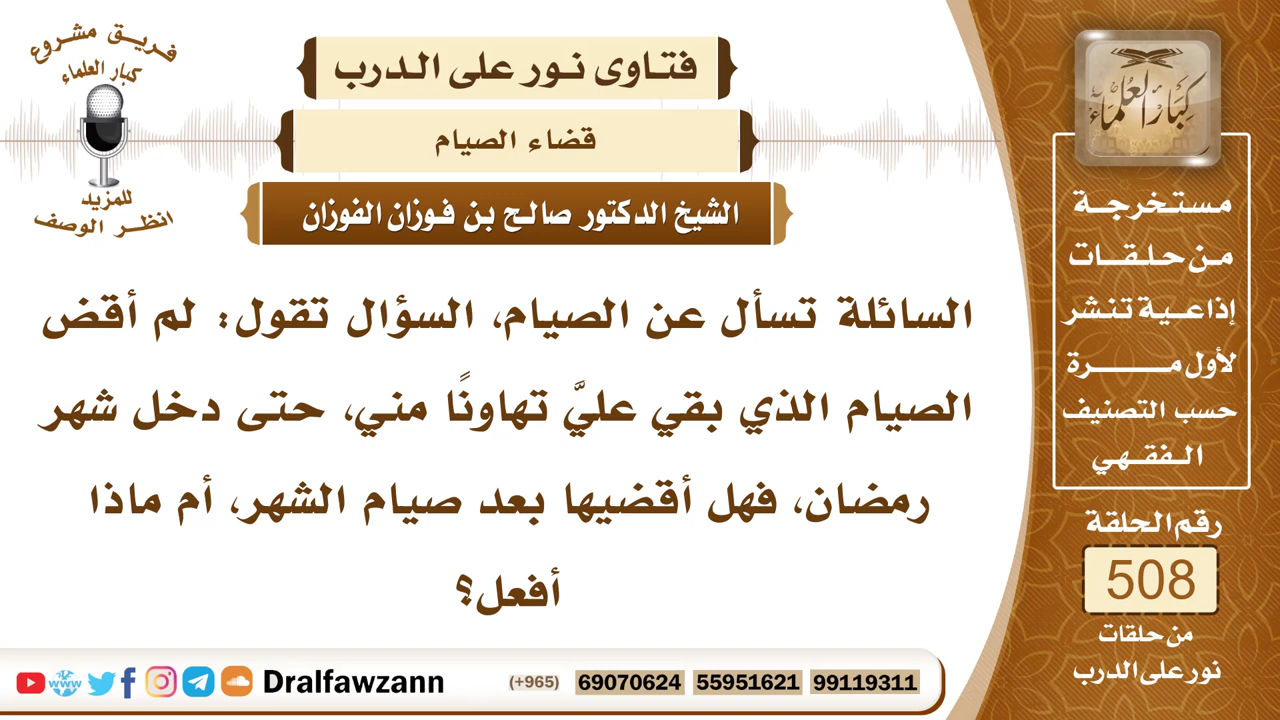 فريق مشروع
كبار العلماء
للمزيد
انظر الوصف
فتاوى نور على الدرب
قضاء الصيام
الشيخ الدكتور صالح بن فوزان الفوزان
السائلة تسأل عن الصيام، السؤال تقول: لم أقض
الصيام الذي بقي عليَّ تهاونًا مني، حتى دخل شهر
رمضان، فهل أقضيها بعد صيام الشهر، أم ماذا
أفعل؟
كبار العلماء
مستخرجة
من حلقات
إذاعية تنشر
لأول مرة
حسب التصنيف
الفقهي
رقم الحلقة
508
من حلقات
نور على الدرب
www
Dralfawzann
(+965) 69070624 55951621 99119311